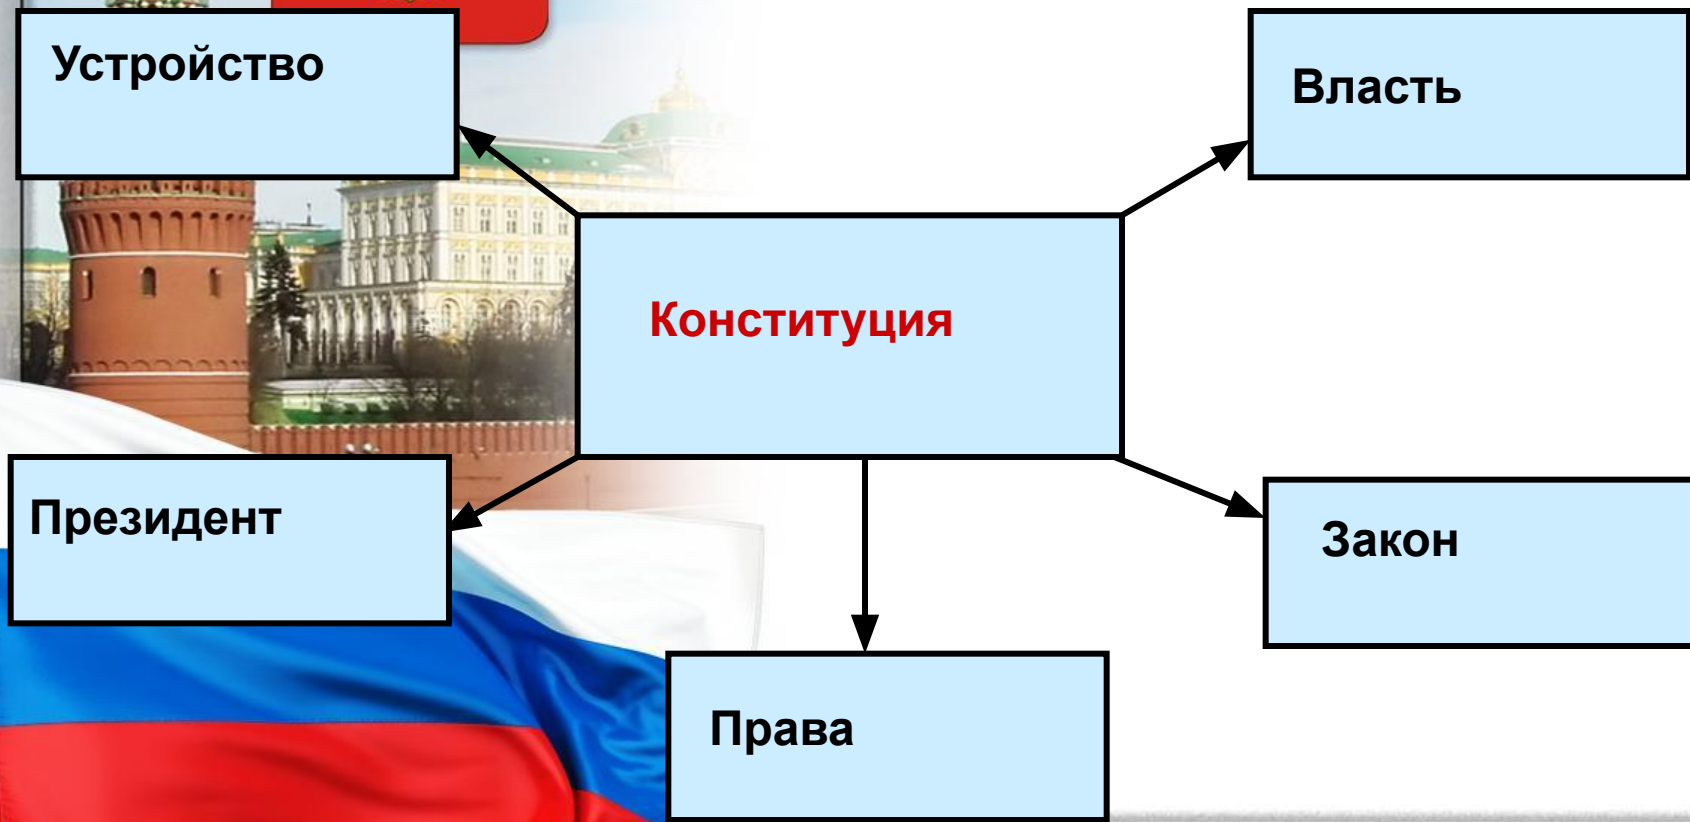 Устройство
Власть
Конституция
Президент
Закон
Права